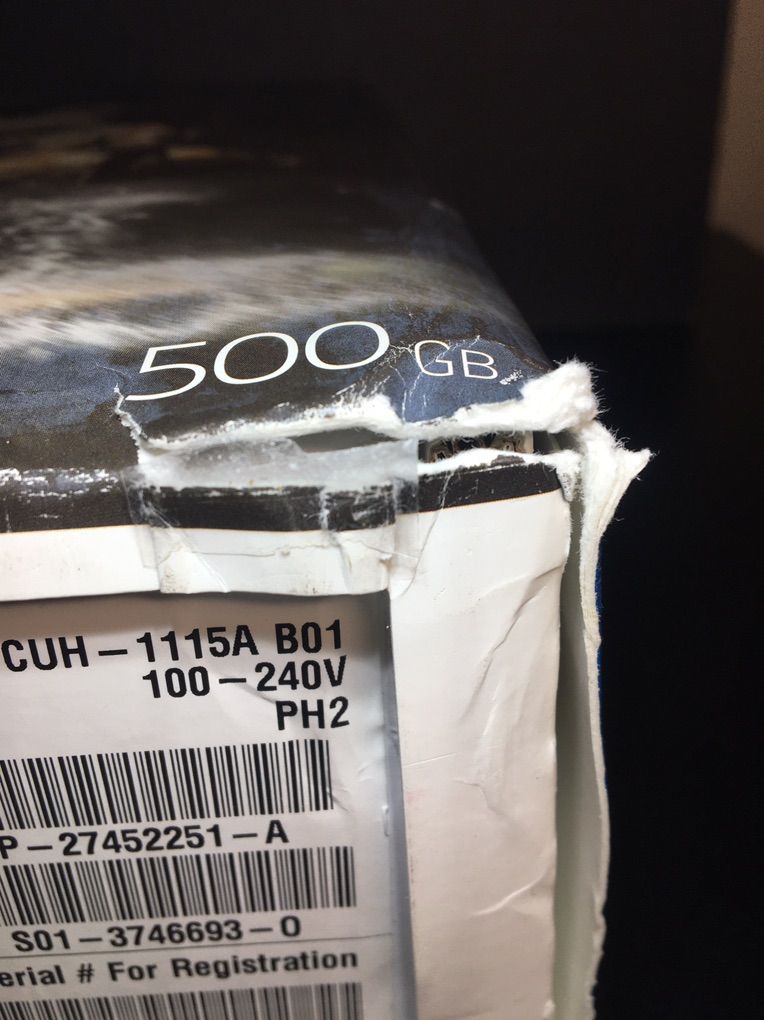 500 GB
CUH-1115A B01
100-240V
PH2
P-27452251-A
S01-3746693-0
erial # For Registration